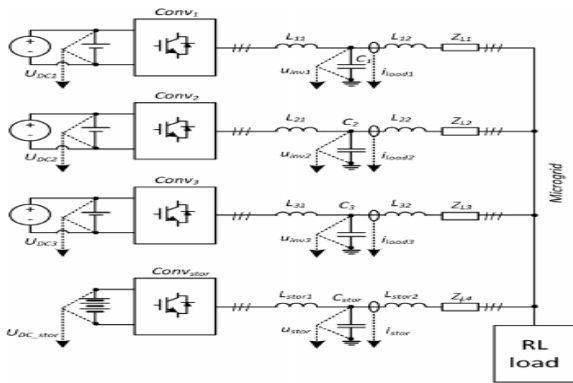 Conv1
L11
L12
ZL1
C1
UDC1
uinv1
iload1
Conv2
L21
C2
L22
ZL2
UDC2
uinv2
iload2
Conv3
L31
C3
L32
ZL3
UDC3
uinv3
iload3
Microgrid
Convstor
Lstor1
Cstor
Lstor2
ZL4
UDC_stor
ustor
istor
RL
load